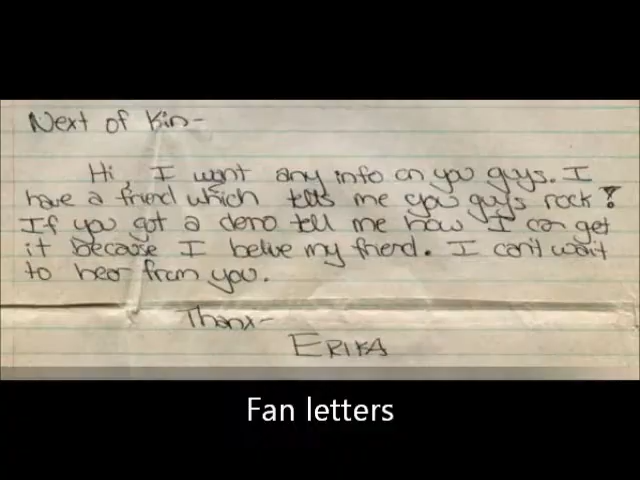 Next of Kin-
Hi, I want any info on you guys. I
have a friend which tells me you guys rock!
If you got a demo tell me how I can get
it because I belive my friend. I can't wait
to hear from you.
Thanx-
ERIKA
Fan letters